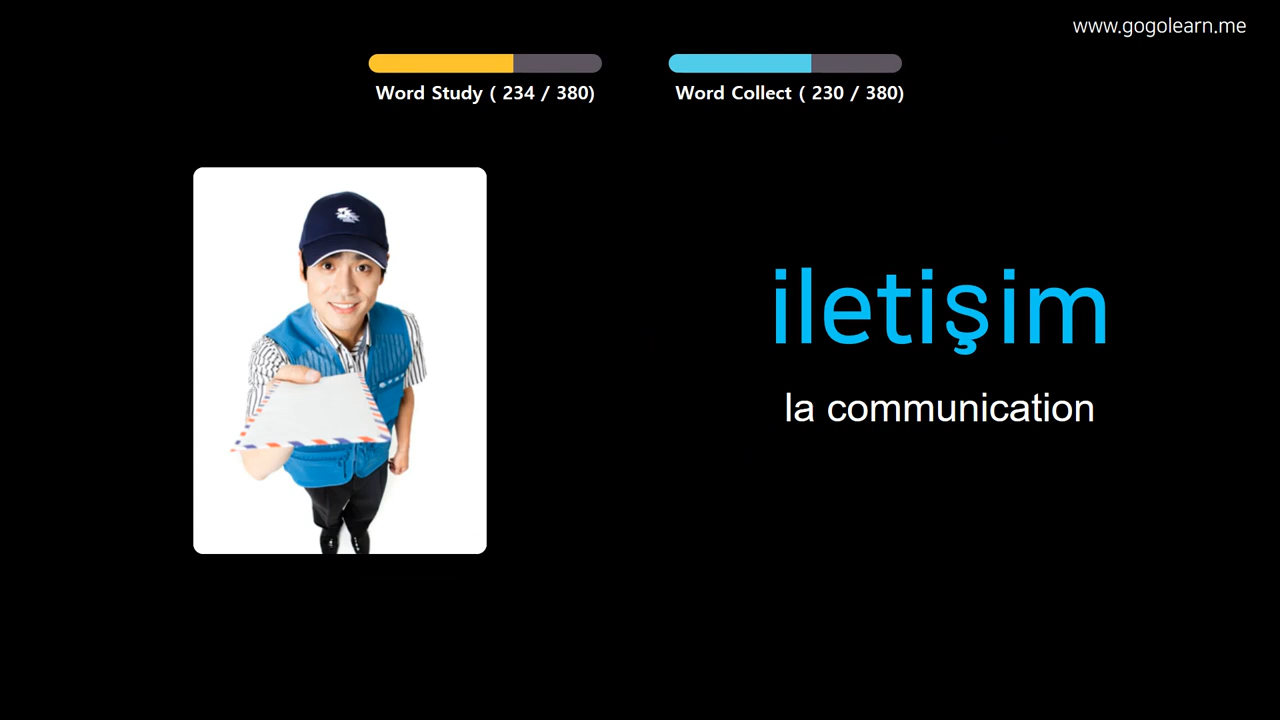 www.gogolearn.me
Word Study ( 234 / 380)
Word Collect ( 230 / 380)
iletişim
la communication